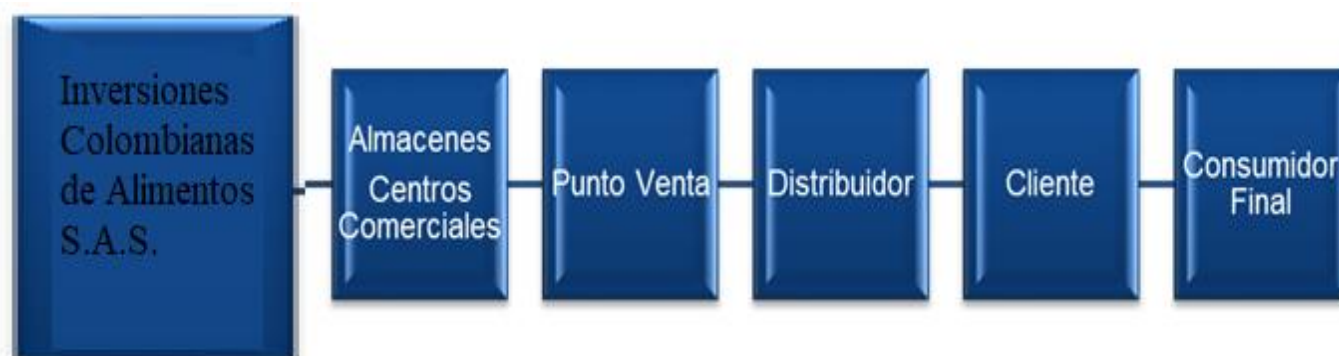 Inversiones
Colombianas
de Alimentos
S.A.S.
Almacenes
Centros
Comerciales
Punto Venta
Distribuidor
Cliente
Consumidor
Final